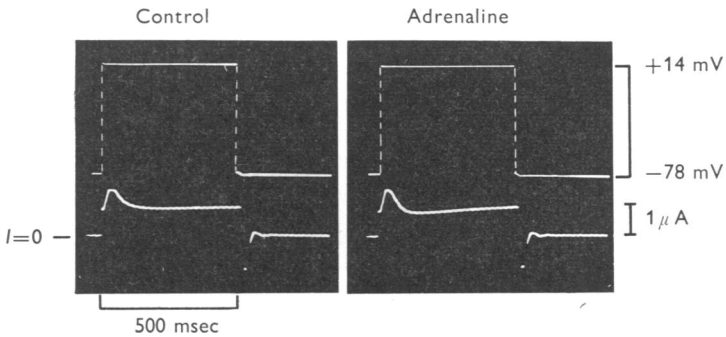 Control
Adrenaline
+14 mV
−78 mV
I=0
1 μ A
500 msec